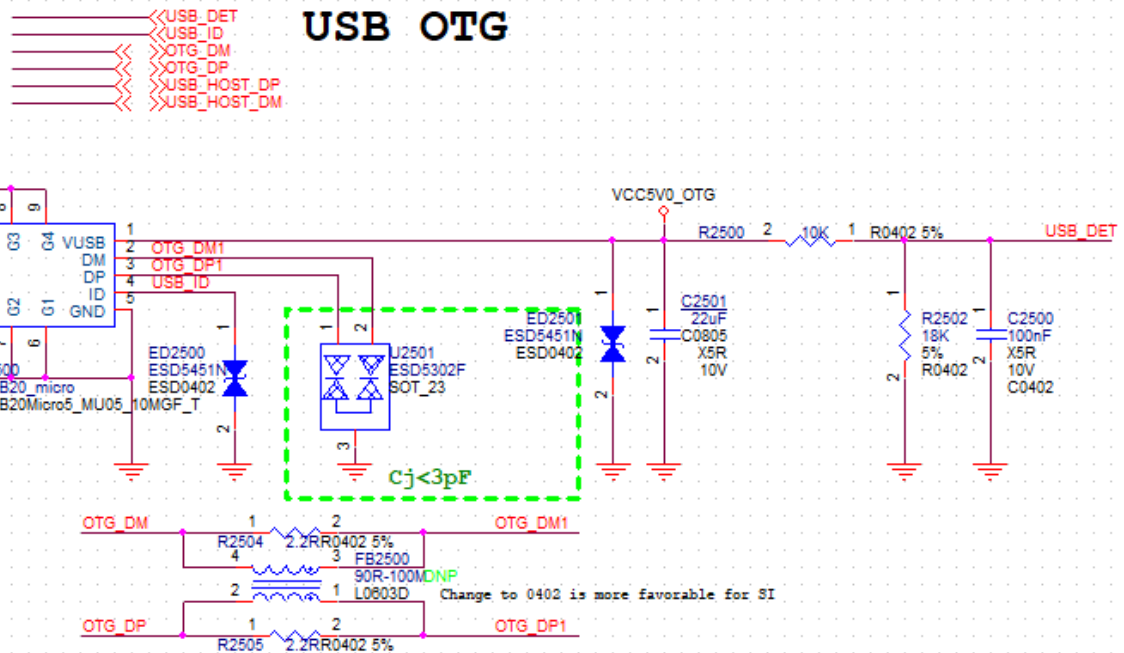 USB OTG
USB_DET
USB_ID
OTG_DM
OTG_DP
USB_HOST_DP
USB_HOST_DM
VCC5V0_OTG
9
G3
G4
VUSB
DM
DP
ID
GND
G2
G1
6
1
2
3
4
5
OTG_DM1
OTG_DP1
USB_ID
B20_micro
B20Micro5_MU05_10MGF_T
1
ED2500
ESD5451N
ESD0402
2
1
2
U2501
ESD5302F
SOT_23
3
Cj<3pF
1
ED2501
ESD5451N
ESD0402
2
1
C2501
22uF
C0805
X5R
10V
2
R2500 2 10K 1 R0402 5%
USB_DET
1
R2502
18K
5%
R0402
2
1
C2500
100nF
X5R
10V
C0402
2
OTG_DM 1 2 OTG_DM1
R2504 2.2R R0402 5%
4 3 FB2500
90R-100M DNP
2 1 L0603D
Change to 0402 is more favorable for SI
OTG_DP 1 2 OTG_DP1
R2505 2.2R R0402 5%